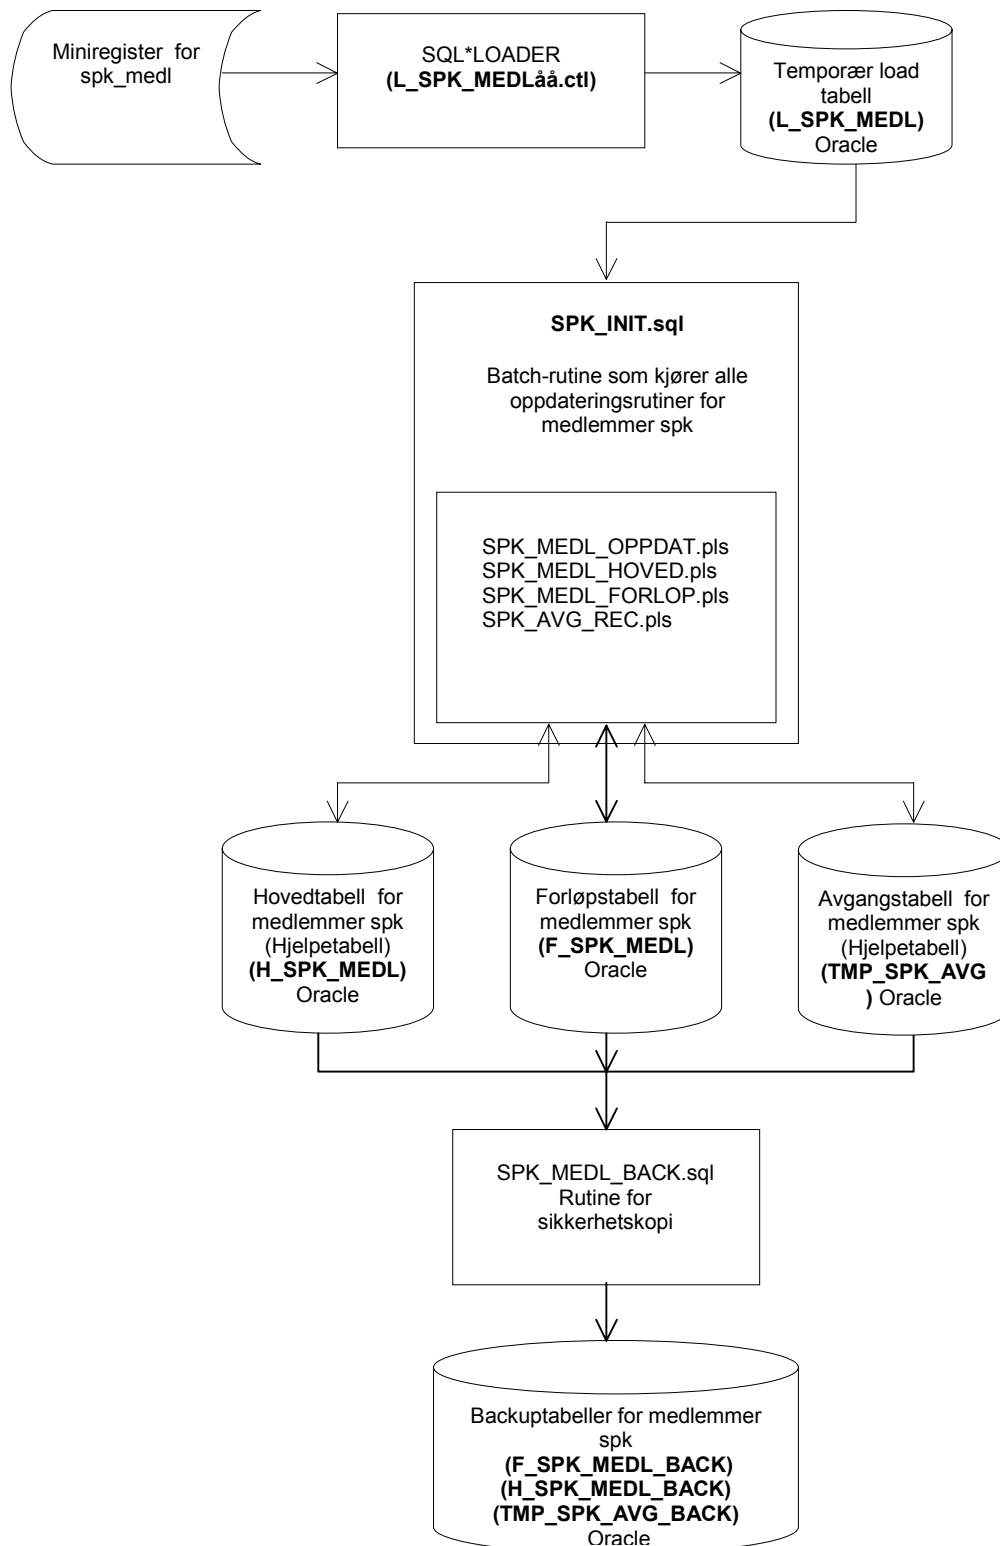 Miniregister for
spk_medl
SQL*LOADER
(L_SPK_MEDLåå.ctl)
Temporær load
tabell
(L_SPK_MEDL)
Oracle
SPK_INIT.sql
Batch-rutine som kjører alle
oppdateringsrutiner for
medlemmer spk
SPK_MEDL_OPPDAT.pls
SPK_MEDL_HOVED.pls
SPK_MEDL_FORLOP.pls
SPK_AVG_REC.pls
Hovedtabell for
medlemmer spk
(Hjelpetabell)
(H_SPK_MEDL)
Oracle
Forløpstabell for
medlemmer spk
(F_SPK_MEDL)
Oracle
Avgangstabell for
medlemmer spk
(Hjelpetabell)
(TMP_SPK_AVG
) Oracle
SPK_MEDL_BACK.sql
Rutine for
sikkerhetskopi
Backuptabeller for medlemmer
spk
(F_SPK_MEDL_BACK)
(H_SPK_MEDL_BACK)
(TMP_SPK_AVG_BACK)
Oracle